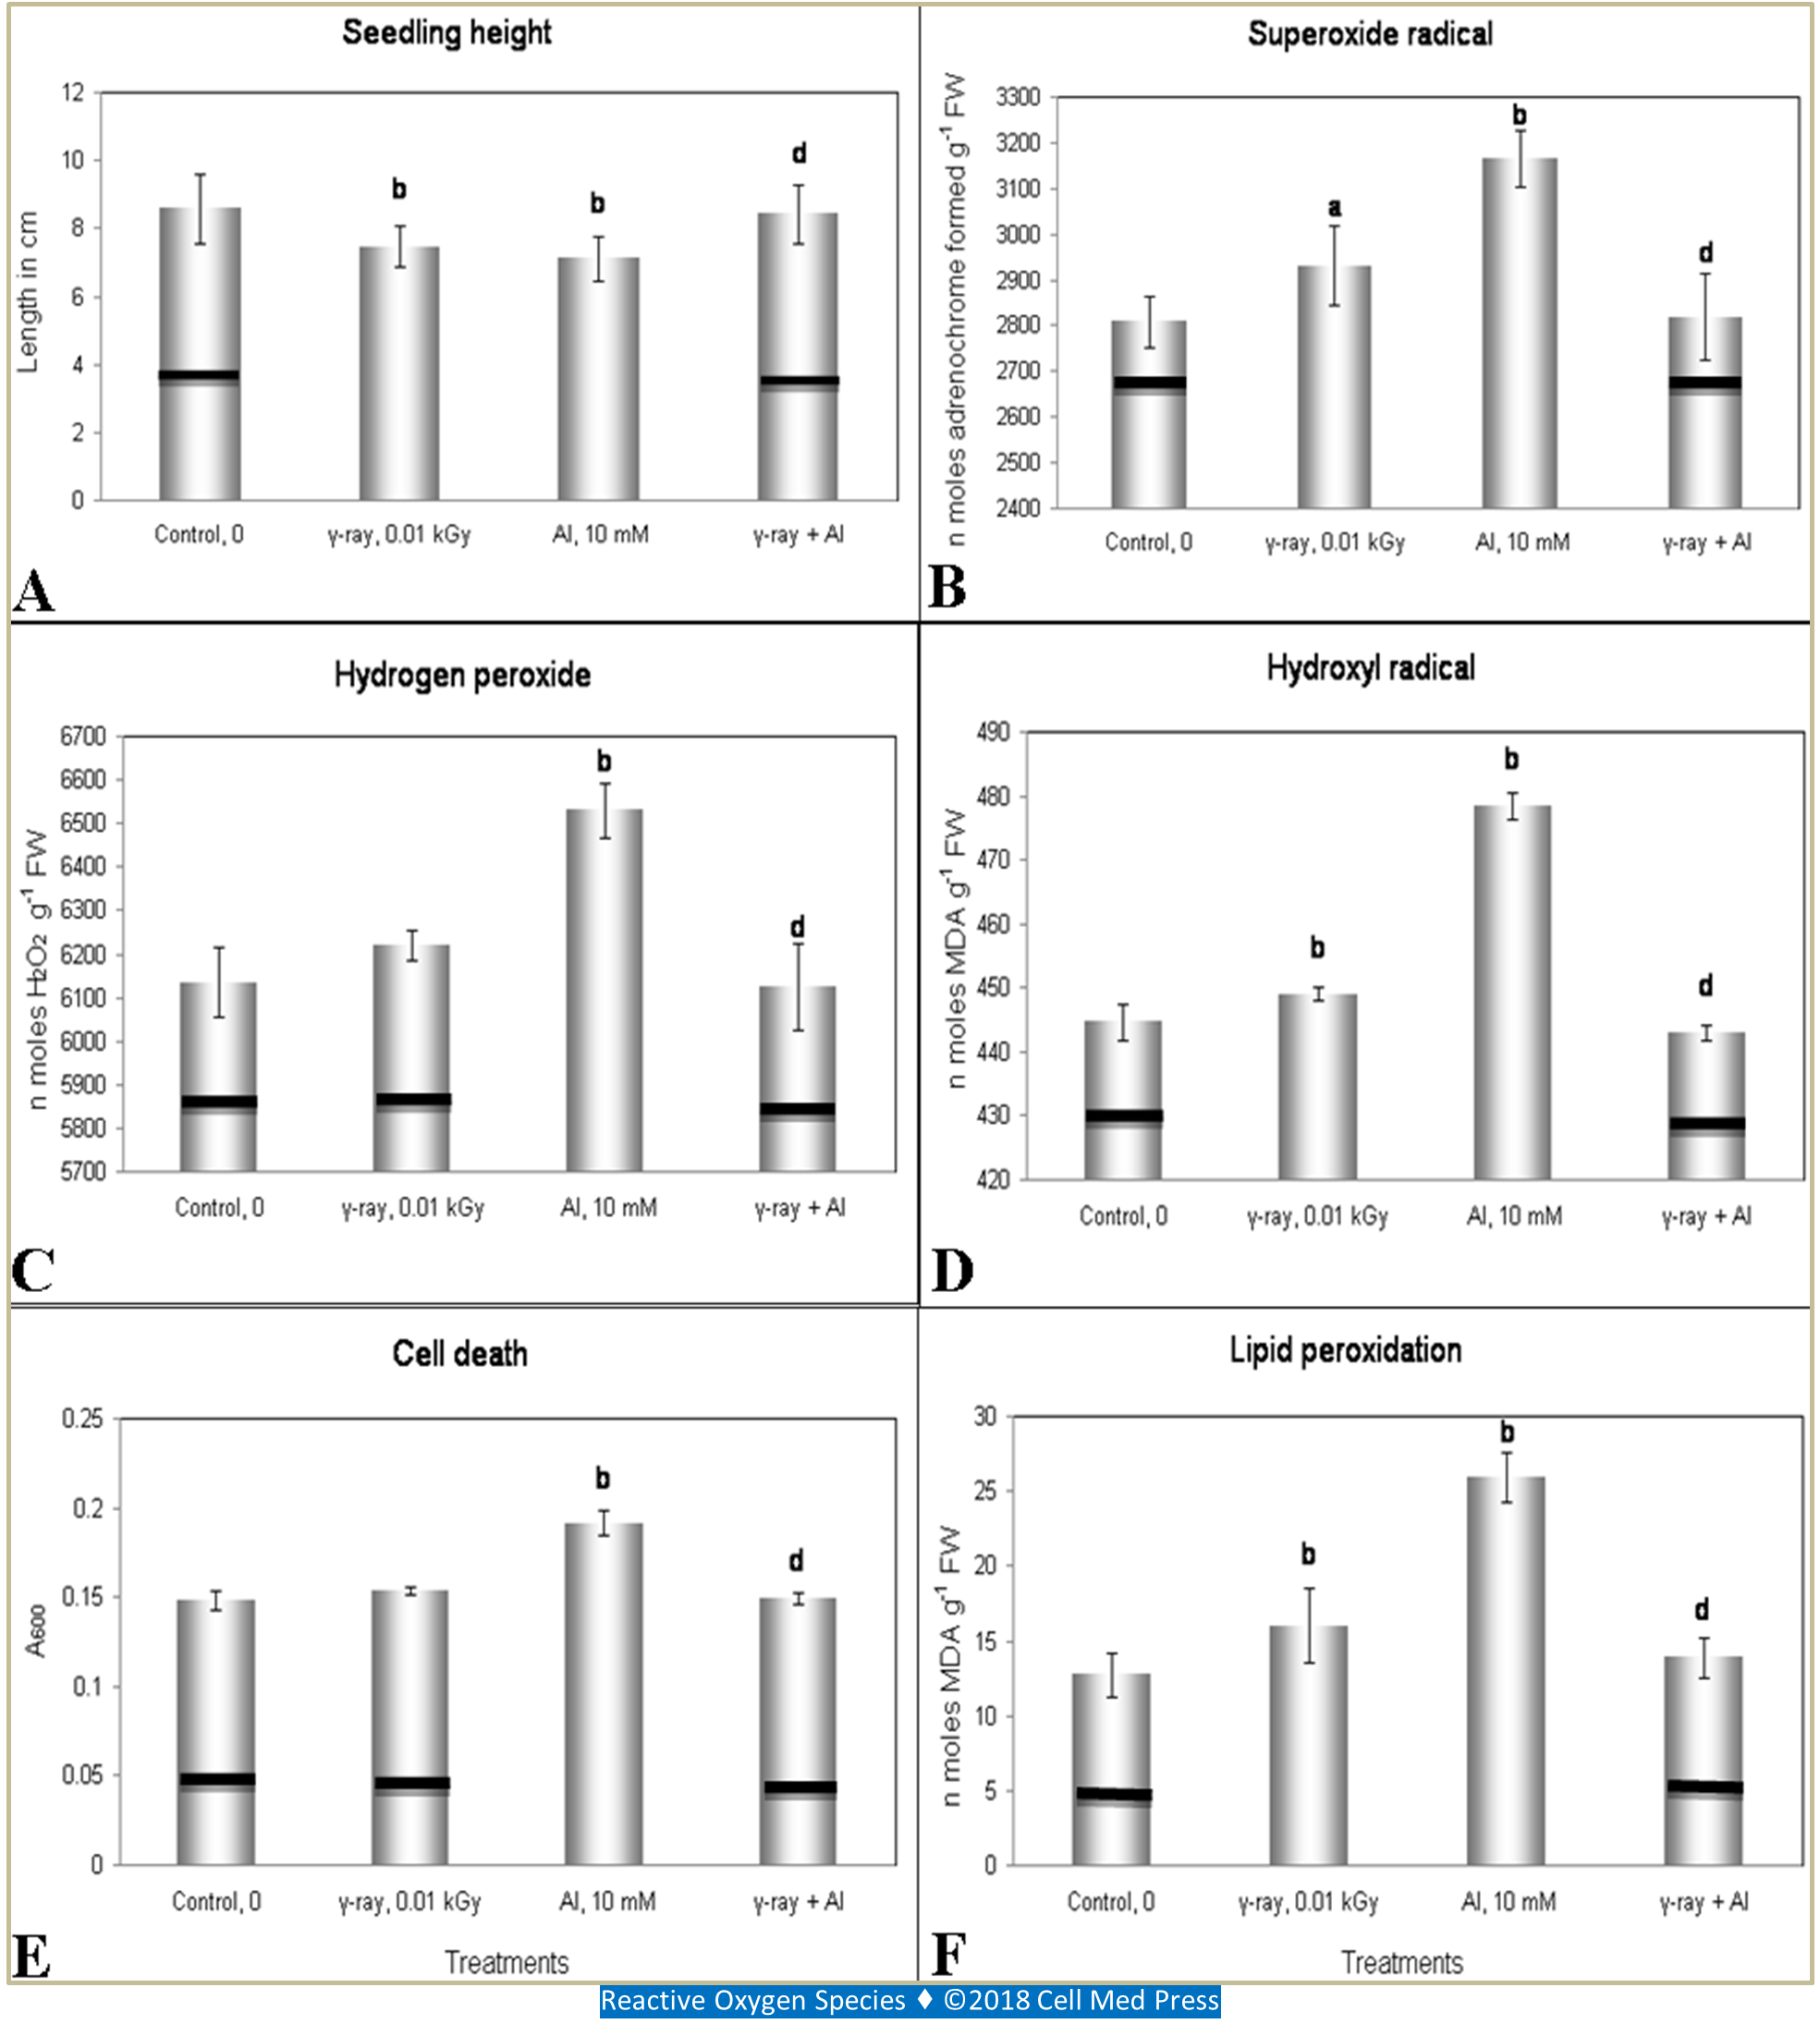 Seedling height
Length in cm
12
10
8
6
4
2
0
b
b
d
Control, 0
γ-ray, 0.01 kGy
Al, 10 mM
γ-ray + Al
A
Superoxide radical
n moles adrenochrome formed g-1 FW
3300
3200
3100
3000
2900
2800
2700
2600
2500
2400
a
b
d
Control, 0
γ-ray, 0.01 kGy
Al, 10 mM
γ-ray + Al
B
Hydrogen peroxide
n moles H2O2 g-1 FW
6700
6600
6500
6400
6300
6200
6100
6000
5900
5800
5700
b
d
Control, 0
γ-ray, 0.01 kGy
Al, 10 mM
γ-ray + Al
C
Hydroxyl radical
n moles MDA g-1 FW
490
480
470
460
450
440
430
420
b
b
d
Control, 0
γ-ray, 0.01 kGy
Al, 10 mM
γ-ray + Al
D
Cell death
A600
0.25
0.2
0.15
0.1
0.05
0
b
d
Control, 0
γ-ray, 0.01 kGy
Al, 10 mM
γ-ray + Al
Treatments
E
Lipid peroxidation
n moles MDA g-1 FW
30
25
20
15
10
5
0
b
b
d
Control, 0
γ-ray, 0.01 kGy
Al, 10 mM
γ-ray + Al
Treatments
F
Reactive Oxygen Species ♦ ©2018 Cell Med Press